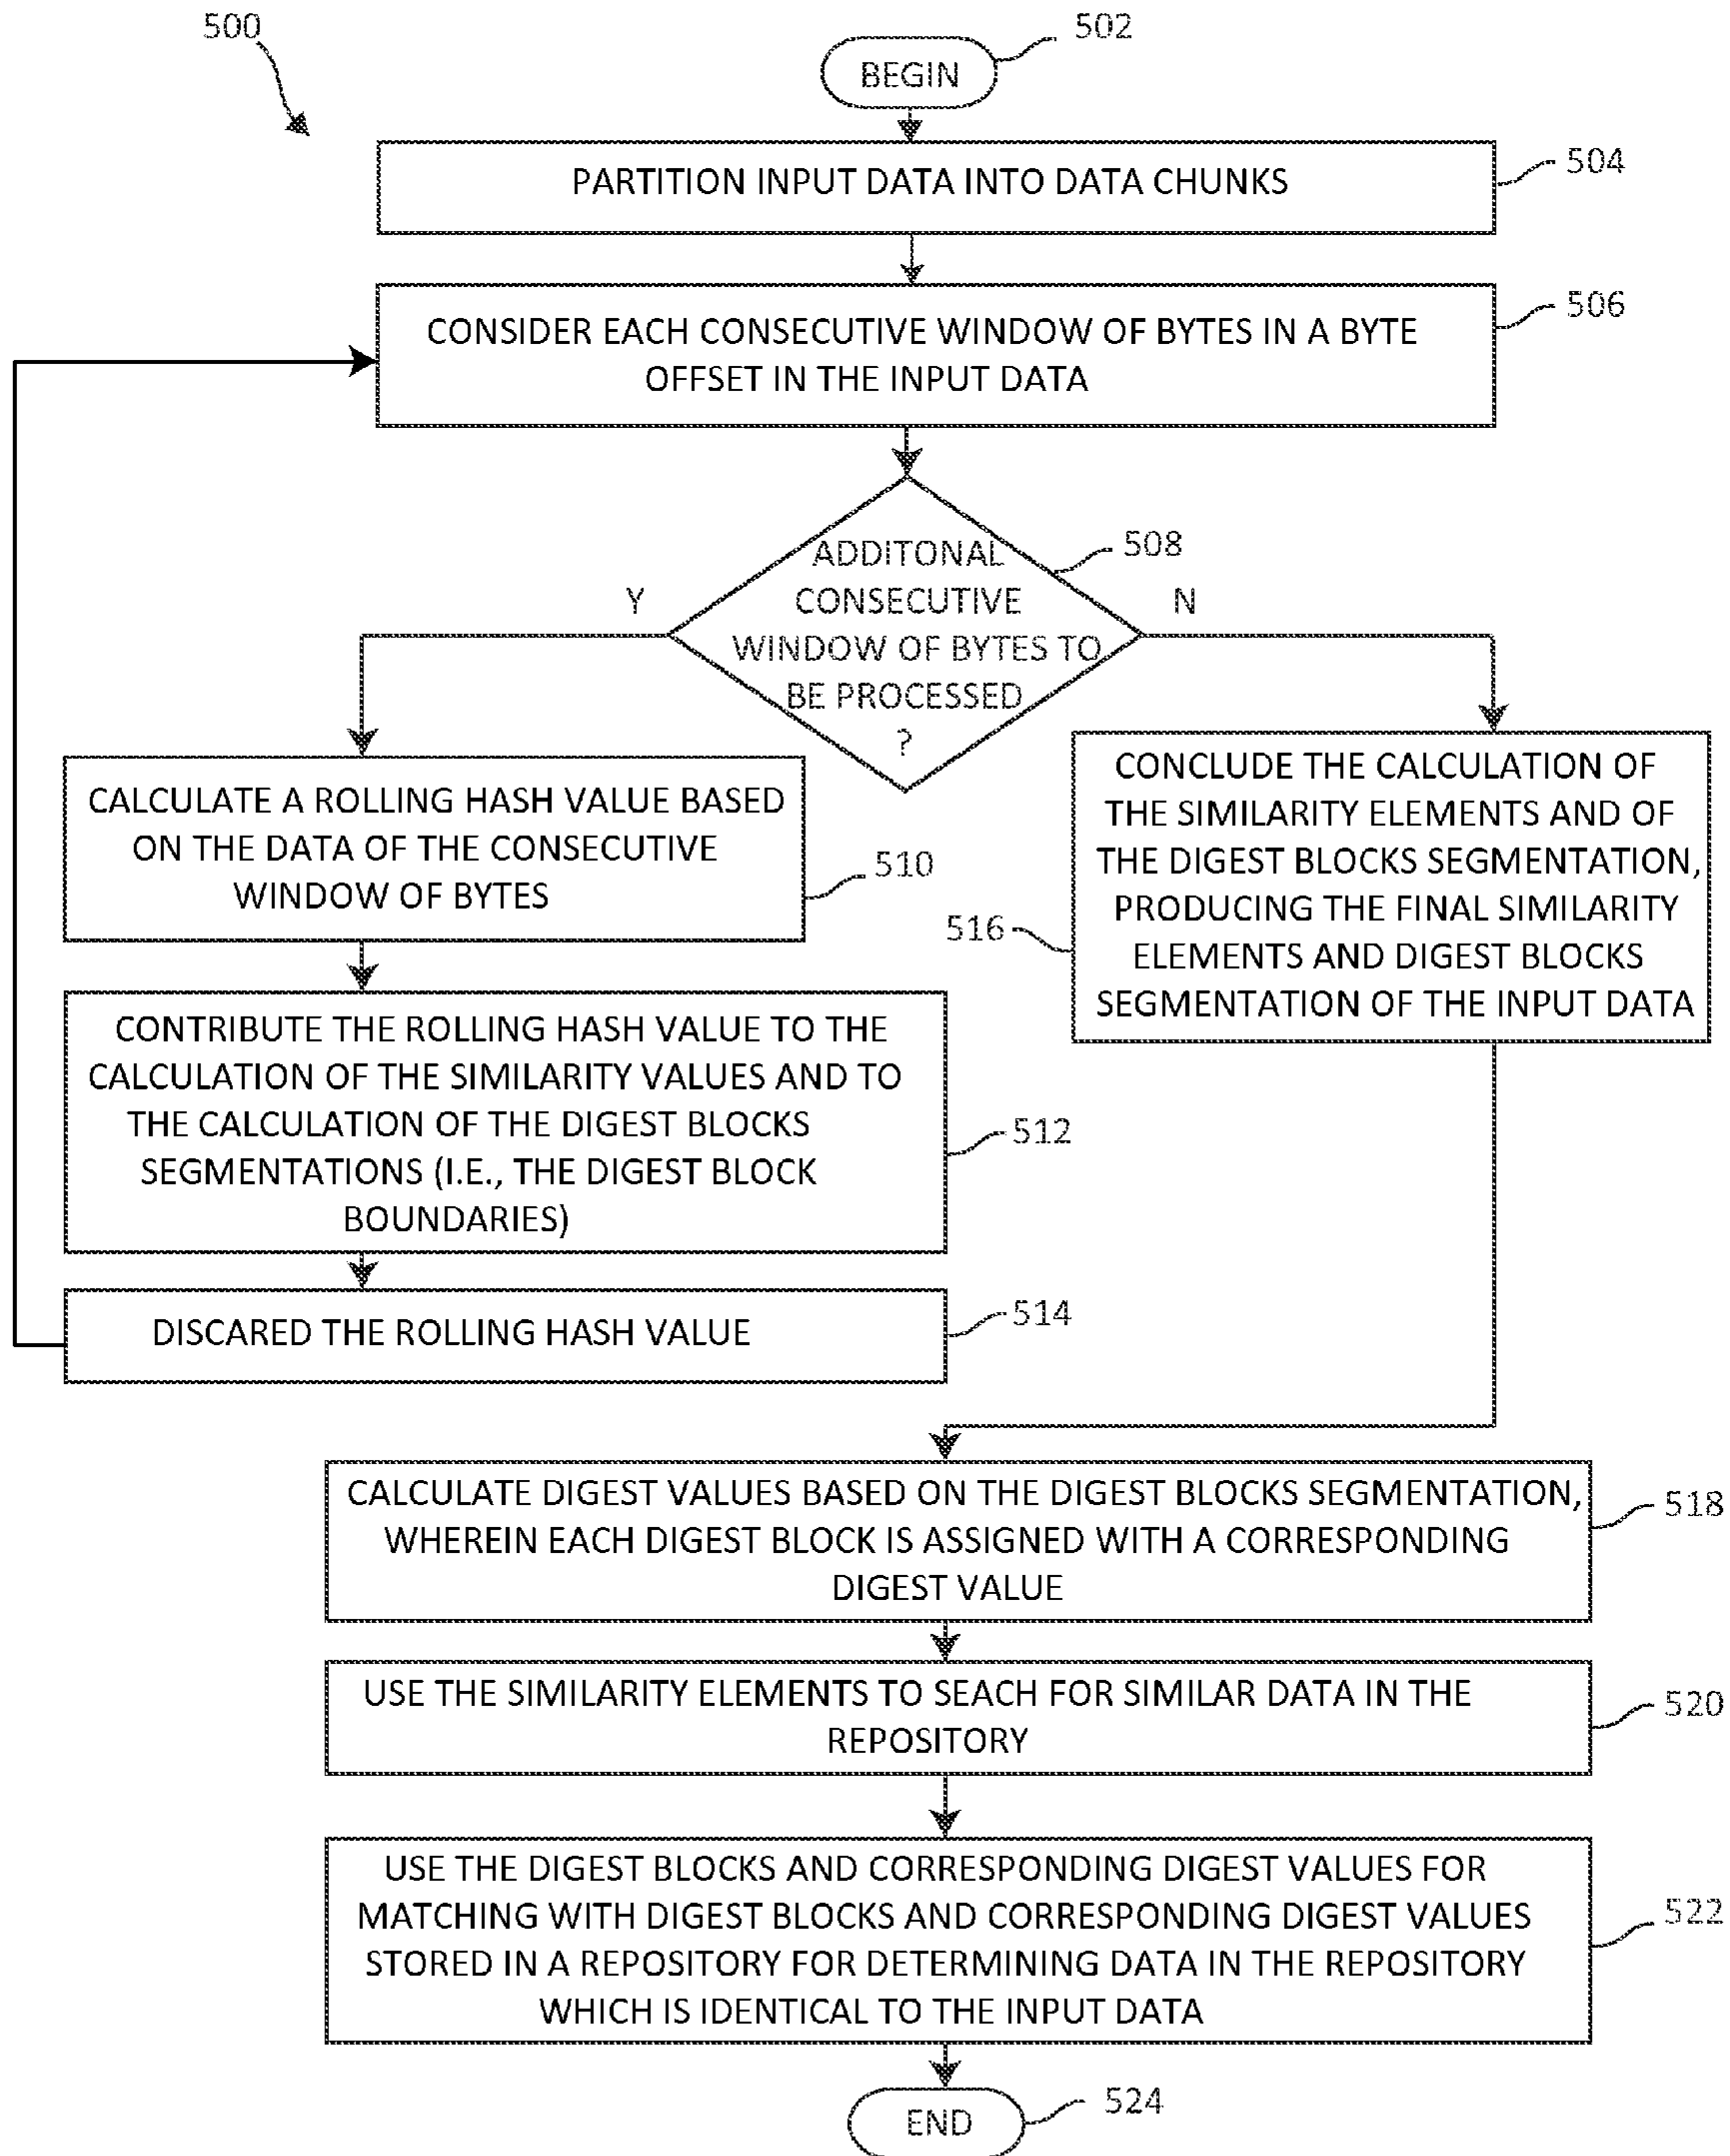 500
502
BEGIN
PARTITION INPUT DATA INTO DATA CHUNKS
504
CONSIDER EACH CONSECUTIVE WINDOW OF BYTES IN A BYTE
OFFSET IN THE INPUT DATA
506
ADDITONAL
CONSECUTIVE
WINDOW OF BYTES TO
BE PROCESSED
?
508
Y
N
CALCULATE A ROLLING HASH VALUE BASED
ON THE DATA OF THE CONSECUTIVE
WINDOW OF BYTES
510
CONTRIBUTE THE ROLLING HASH VALUE TO THE
CALCULATION OF THE SIMILARITY VALUES AND TO
THE CALCULATION OF THE DIGEST BLOCKS
SEGMENTATIONS (I.E., THE DIGEST BLOCK
BOUNDARIES)
512
DISCARED THE ROLLING HASH VALUE
514
CONCLUDE THE CALCULATION OF
THE SIMILARITY ELEMENTS AND OF
THE DIGEST BLOCKS SEGMENTATION,
PRODUCING THE FINAL SIMILARITY
ELEMENTS AND DIGEST BLOCKS
SEGMENTATION OF THE INPUT DATA
516
CALCULATE DIGEST VALUES BASED ON THE DIGEST BLOCKS SEGMENTATION,
WHEREIN EACH DIGEST BLOCK IS ASSIGNED WITH A CORRESPONDING
DIGEST VALUE
518
USE THE SIMILARITY ELEMENTS TO SEACH FOR SIMILAR DATA IN THE
REPOSITORY
520
USE THE DIGEST BLOCKS AND CORRESPONDING DIGEST VALUES FOR
MATCHING WITH DIGEST BLOCKS AND CORRESPONDING DIGEST VALUES
STORED IN A REPOSITORY FOR DETERMINING DATA IN THE REPOSITORY
WHICH IS IDENTICAL TO THE INPUT DATA
522
END
524